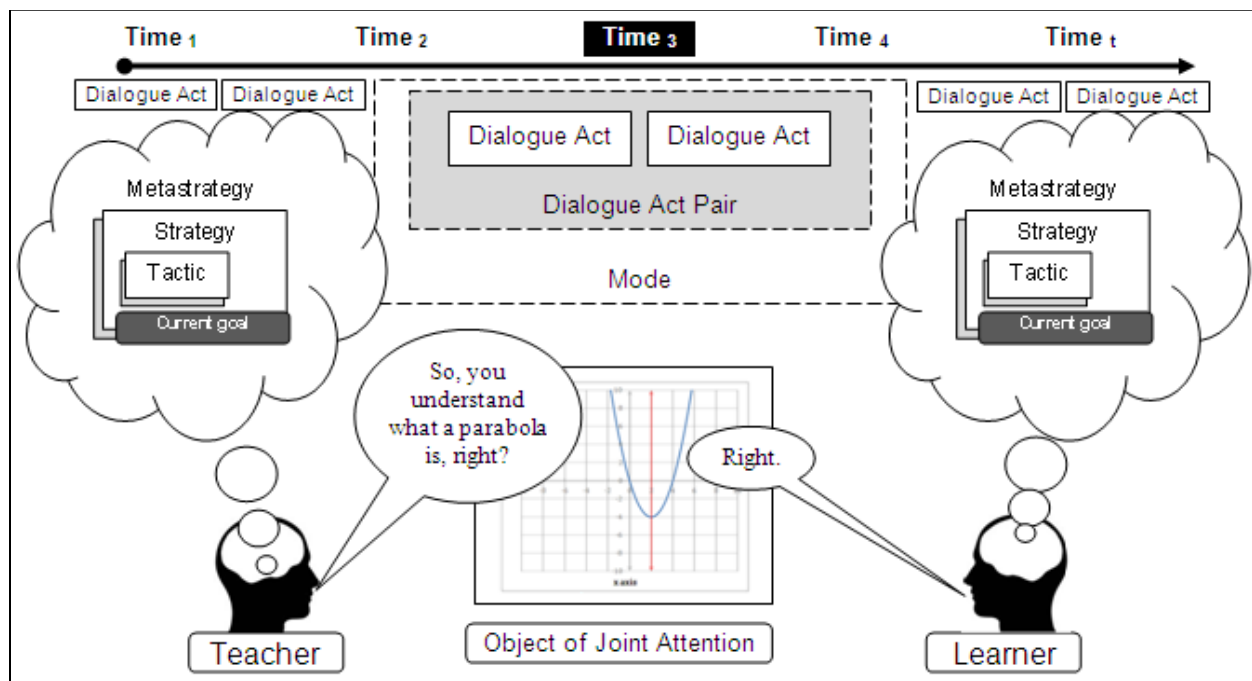 Time 1 Time 2 Time 3 Time 4 Time t
Dialogue Act Dialogue Act
Dialogue Act Dialogue Act
Dialogue Act Pair
Mode
Dialogue Act Dialogue Act
Metastrategy
Strategy
Tactic
Current goal
Metastrategy
Strategy
Tactic
Current goal
So, you
understand
what a parabola
is, right?
Right.
x axis
Teacher
Object of Joint Attention
Learner